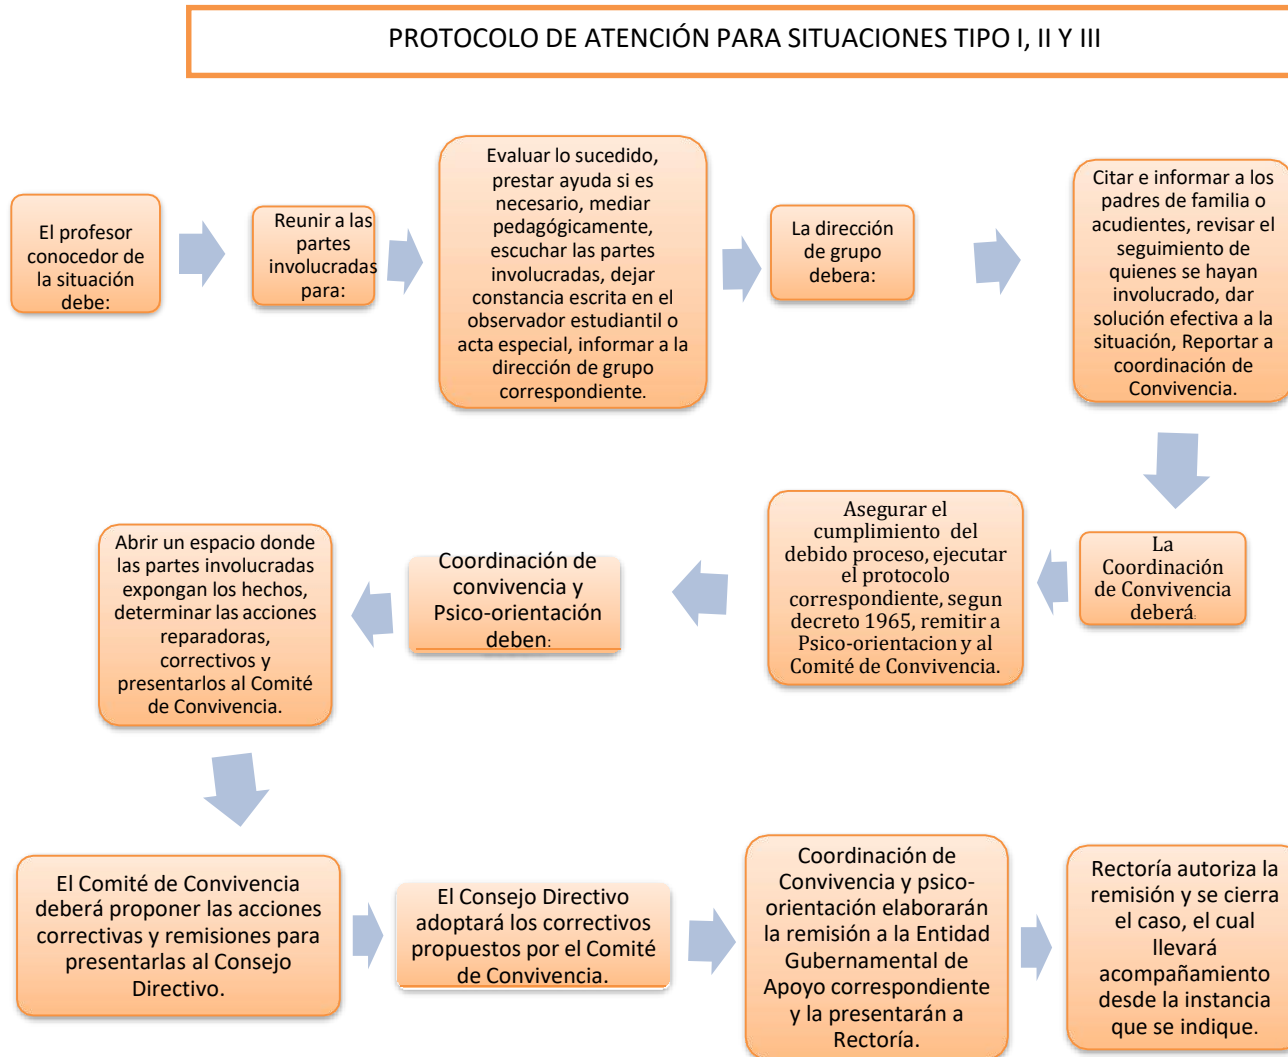 PROTOCOLO DE ATENCIÓN PARA SITUACIONES TIPO I, II Y III
El profesor
conocedor de
la situación
debe:
Reunir a las
partes
involucradas
para:
Evaluar lo sucedido,
prestar ayuda si es
necesario, mediar
pedagógicamente,
escuchar las partes
involucradas, dejar
constancia escrita en el
observador estudiantil o
acta especial, informar a la
dirección de grupo
correspondiente.
La dirección
de grupo
debera:
Citar e informar a los
padres de familia o
acudientes, revisar el
seguimiento de
quienes se hayan
involucrado, dar
solución efectiva a la
situación, Reportar a
coordinación de
Convivencia.
La
Coordinación
de Convivencia
deberá:
Asegurar el
cumplimiento del
debido proceso, ejecutar
el protocolo
correspondiente, segun
decreto 1965, remitir a
Psico-orientacion y al
Comité de Convivencia.
Coordinación de
convivencia y
Psico-orientación
deben:
Abrir un espacio donde
las partes involucradas
expongan los hechos,
determinar las acciones
reparadoras,
correctivos y
presentarlos al Comité
de Convivencia.
El Comité de Convivencia
deberá proponer las acciones
correctivas y remisiones para
presentarlas al Consejo
Directivo.
El Consejo Directivo
adoptará los correctivos
propuestos por el Comité
de Convivencia.
Coordinación de
Convivencia y psico-
orientación elaborarán
la remisión a la Entidad
Gubernamental de
Apoyo correspondiente
y la presentarán a
Rectoría.
Rectoría autoriza la
remisión y se cierra
el caso, el cual
llevará
acompañamiento
desde la instancia
que se indique.